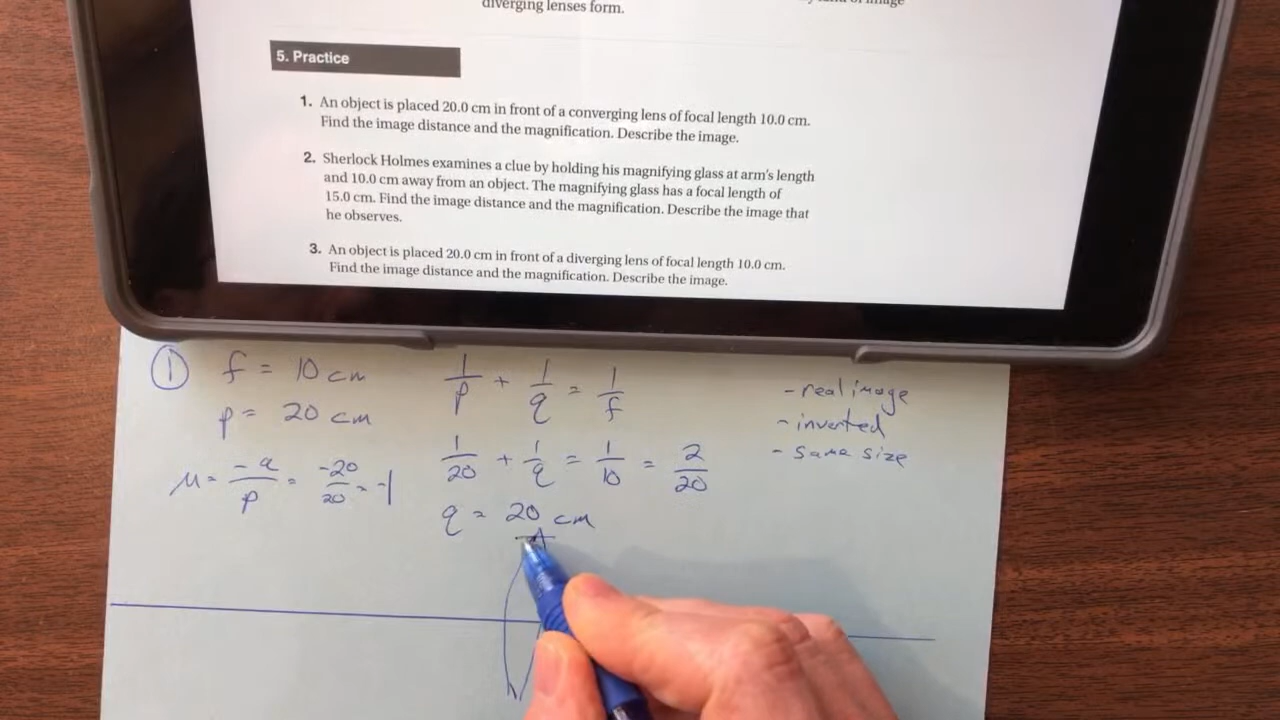 diverging lenses form.
5. Practice
1. An object is placed 20.0 cm in front of a converging lens of focal length 10.0 cm.
Find the image distance and the magnification. Describe the image.
2. Sherlock Holmes examines a clue by holding his magnifying glass at arm's length
and 10.0 cm away from an object. The magnifying glass has a focal length of
15.0 cm. Find the image distance and the magnification. Describe the image that
he observes.
3. An object is placed 20.0 cm in front of a diverging lens of focal length 10.0 cm.
Find the image distance and the magnification. Describe the image.
① f = 10 cm
p = 20 cm
M = -q/p = -20/20 = -1
1/p + 1/q = 1/f
1/20 + 1/q = 1/10 = 2/20
q = 20 cm
- real image
- inverted
- same size